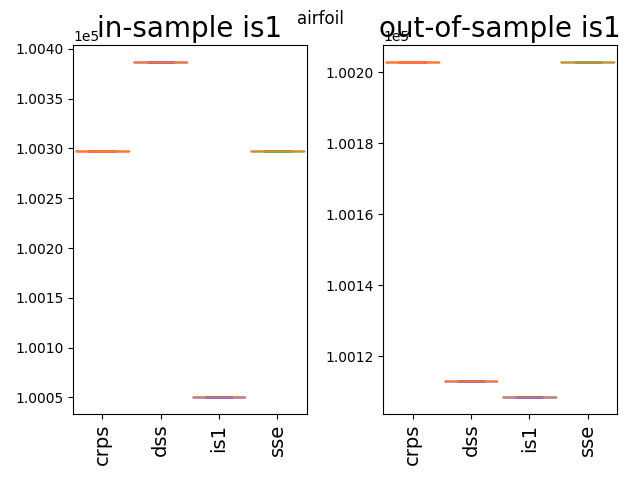 airfoil
in-sample is1
1e5
1.0040
1.0035
1.0030
1.0025
1.0020
1.0015
1.0010
1.0005
crps
dss
is1
sse
out-of-sample is1
1e5
1.0020
1.0018
1.0016
1.0014
1.0012
crps
dss
is1
sse